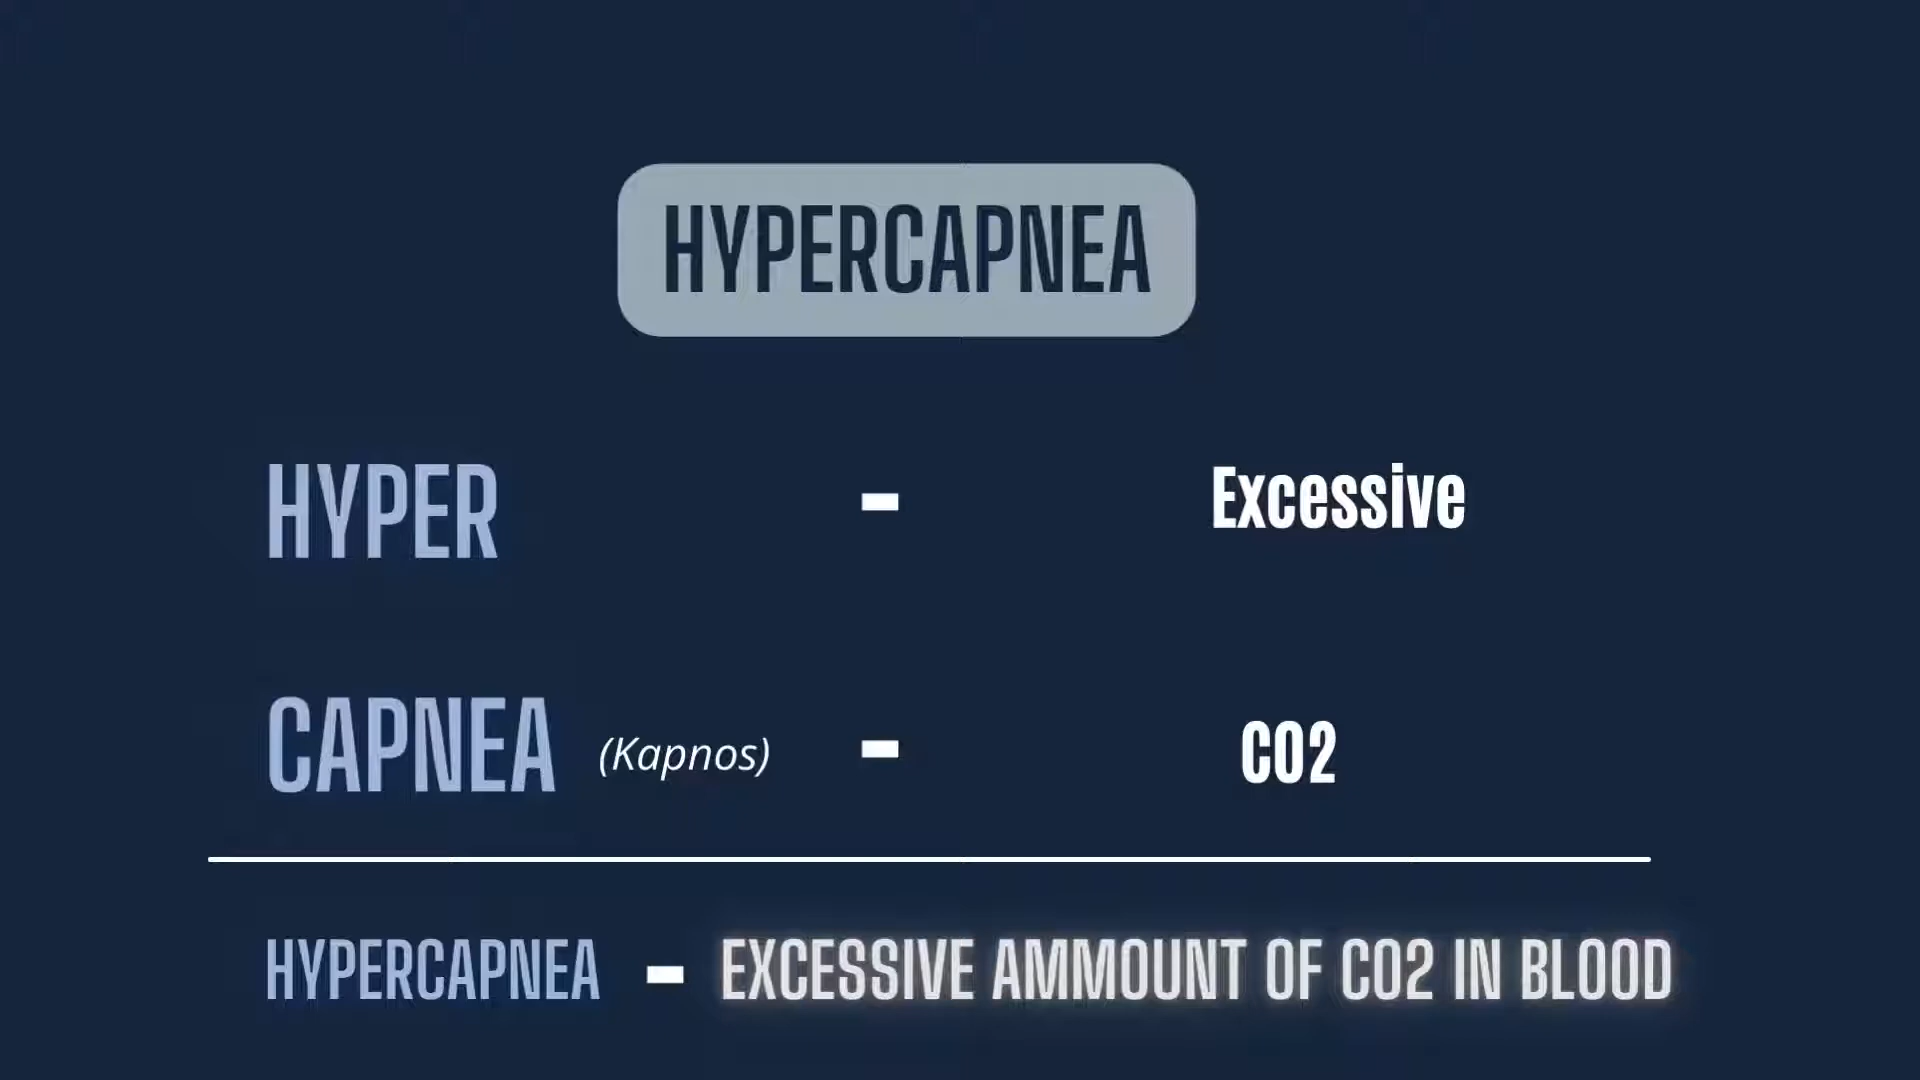 HYPERCAPNEA
HYPER - Excessive
CAPNEA (Kapnos) - CO2
HYPERCAPNEA - EXCESSIVE AMMOUNT OF CO2 IN BLOOD